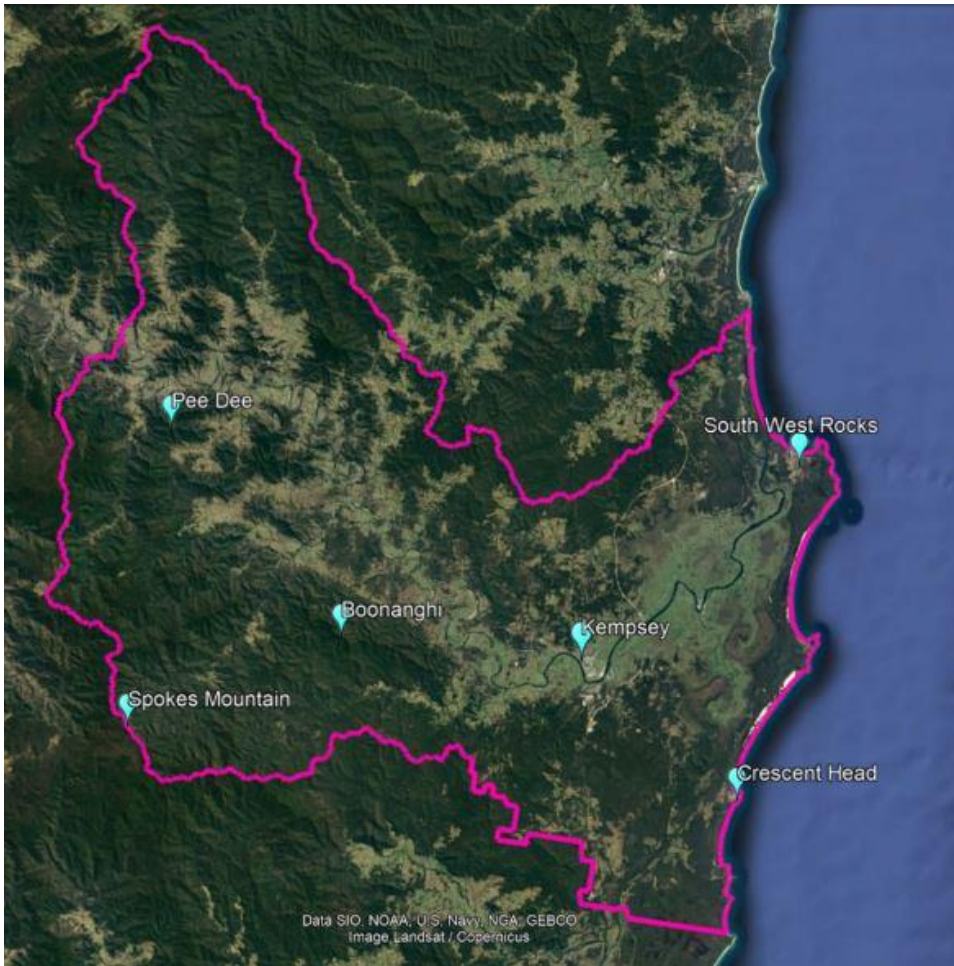 Pee Dee
South West Rocks
Boonanghi
Kempsey
Spokes Mountain
Crescent Head
Data SIO, NOAA, U.S. Navy, NGA, GEBCO
Image Landsat / Copernicus